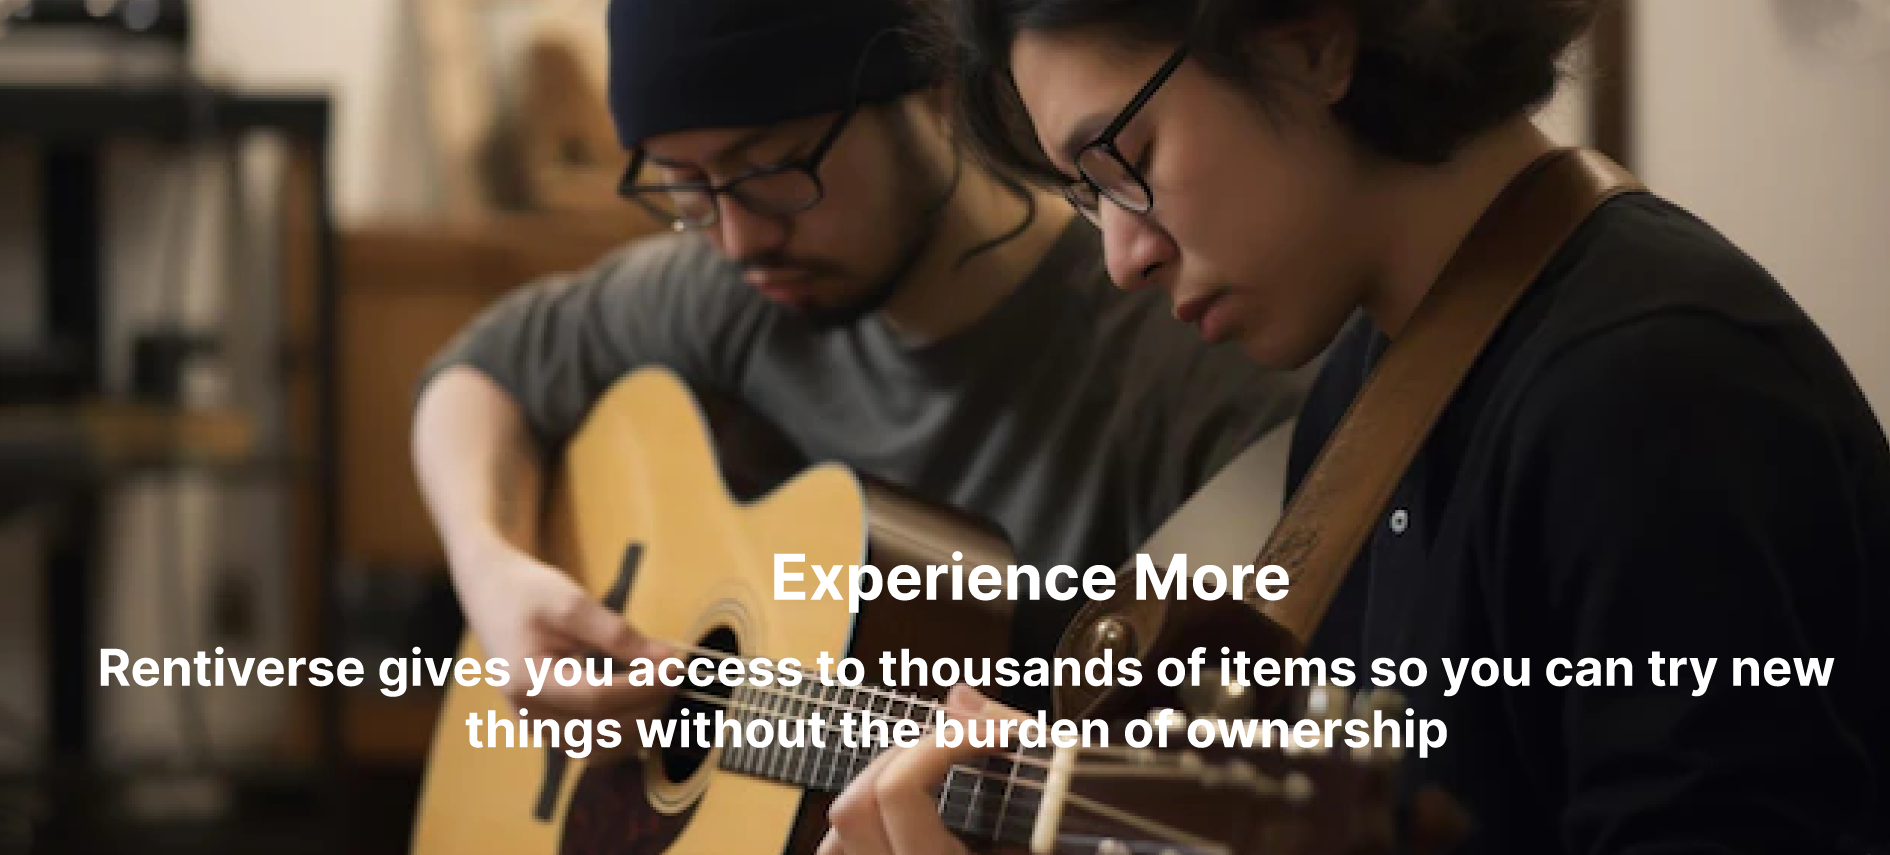 Experience More
Rentiverse gives you access to thousands of items so you can try new
things without the burden of ownership